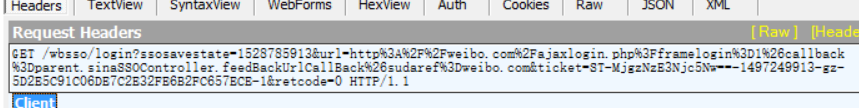 Headers TextView SyntaxView WebForms HexView Auth Cookies Raw JSON XML
Request Headers [Raw] [Heade
GET /wbsso/login?ssosavestate=1528785913&url=http%3A%2F%2Fweibo.com%2Fajaxlogin.php%3Fframelogin%3D1%26callback
%3Dparent.sinaSSOController.feedBackUrlCallBack%26sudaref%3Dweibo.com&ticket=ST-MjgzNzE3Njc5Nw==-1497249913-gz-
5D2E5C91C06DE7C2E32FE6B2FC657ECE-1&retcode=0 HTTP/1.1
Client